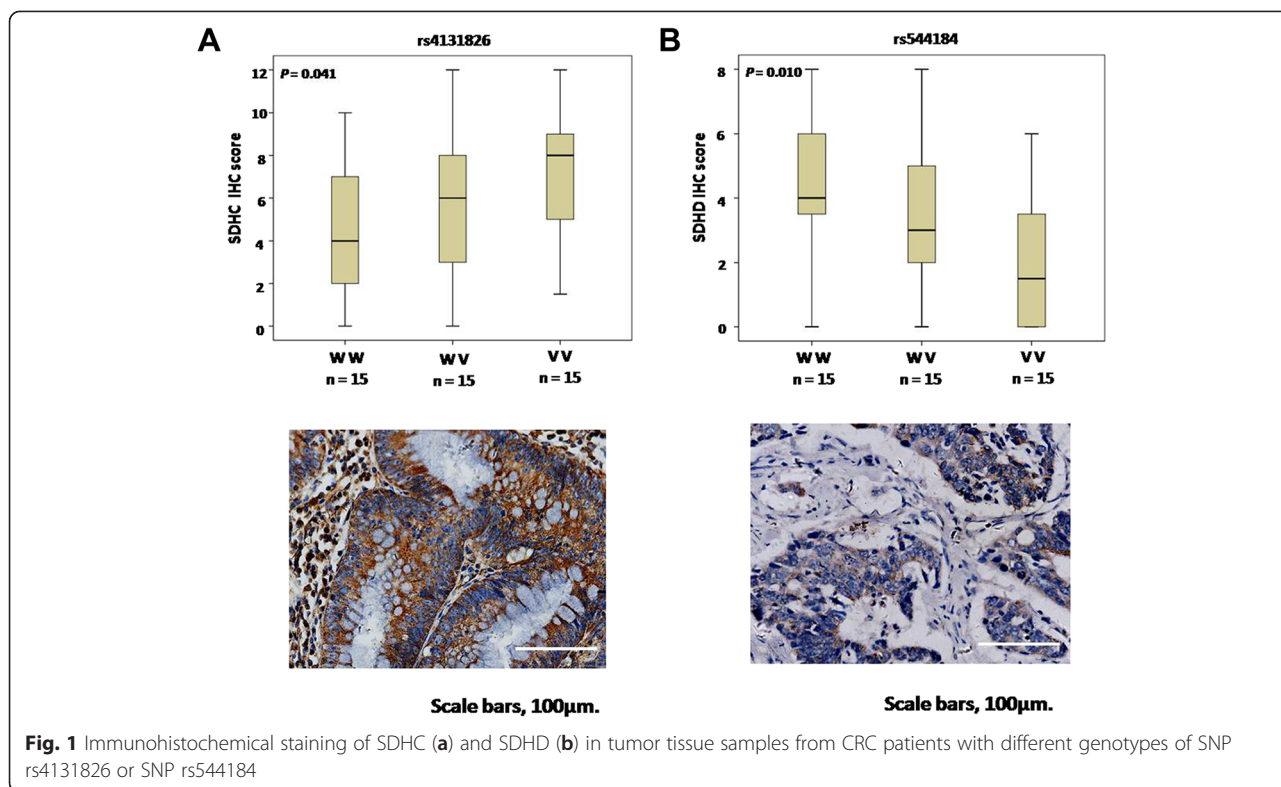 A
rs4131826
P = 0.041
SDHC IHC score
12
10
8
6
4
2
0
WW
WV
VV
n = 15
n = 15
n = 15
B
rs544184
P = 0.010
SDHD IHC score
8
6
4
2
0
WW
WV
VV
n = 15
n = 15
n = 15
Scale bars, 100µm.
Scale bars, 100µm.
Fig. 1 Immunohistochemical staining of SDHC (a) and SDHD (b) in tumor tissue samples from CRC patients with different genotypes of SNP
rs4131826 or SNP rs544184